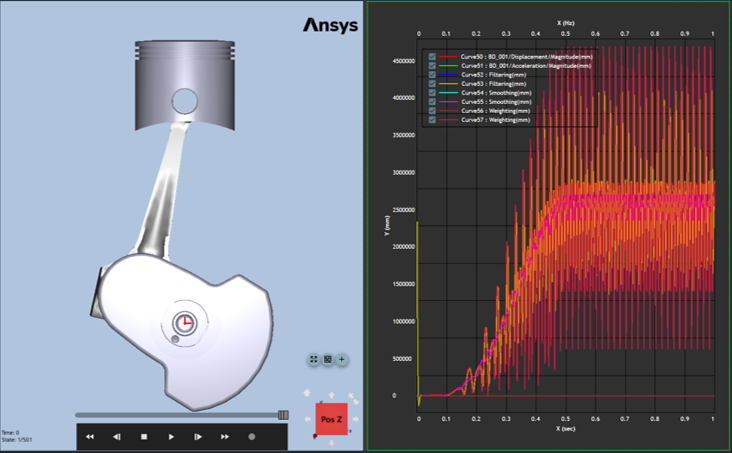 Ansys
Time: 0
State: 1/501
Pos Z
X (Hz)
0 0.1 0.2 0.3 0.4 0.5 0.6 0.7 0.8 0.9 1
Curve50 : BD_001/Displacement/Magnitude(mm)
Curve51 : BD_001/Acceleration/Magnitude(mm)
Curve52 : Filtering(mm)
Curve53 : Filtering(mm)
Curve54 : Smoothing(mm)
Curve55 : Smoothing(mm)
Curve56 : Weighting(mm)
Curve57 : Weighting(mm)
4500000
4000000
3500000
3000000
2500000
2000000
1500000
1000000
500000
0
Y (mm)
0 0.1 0.2 0.3 0.4 0.5 0.6 0.7 0.8 0.9 1
X (sec)